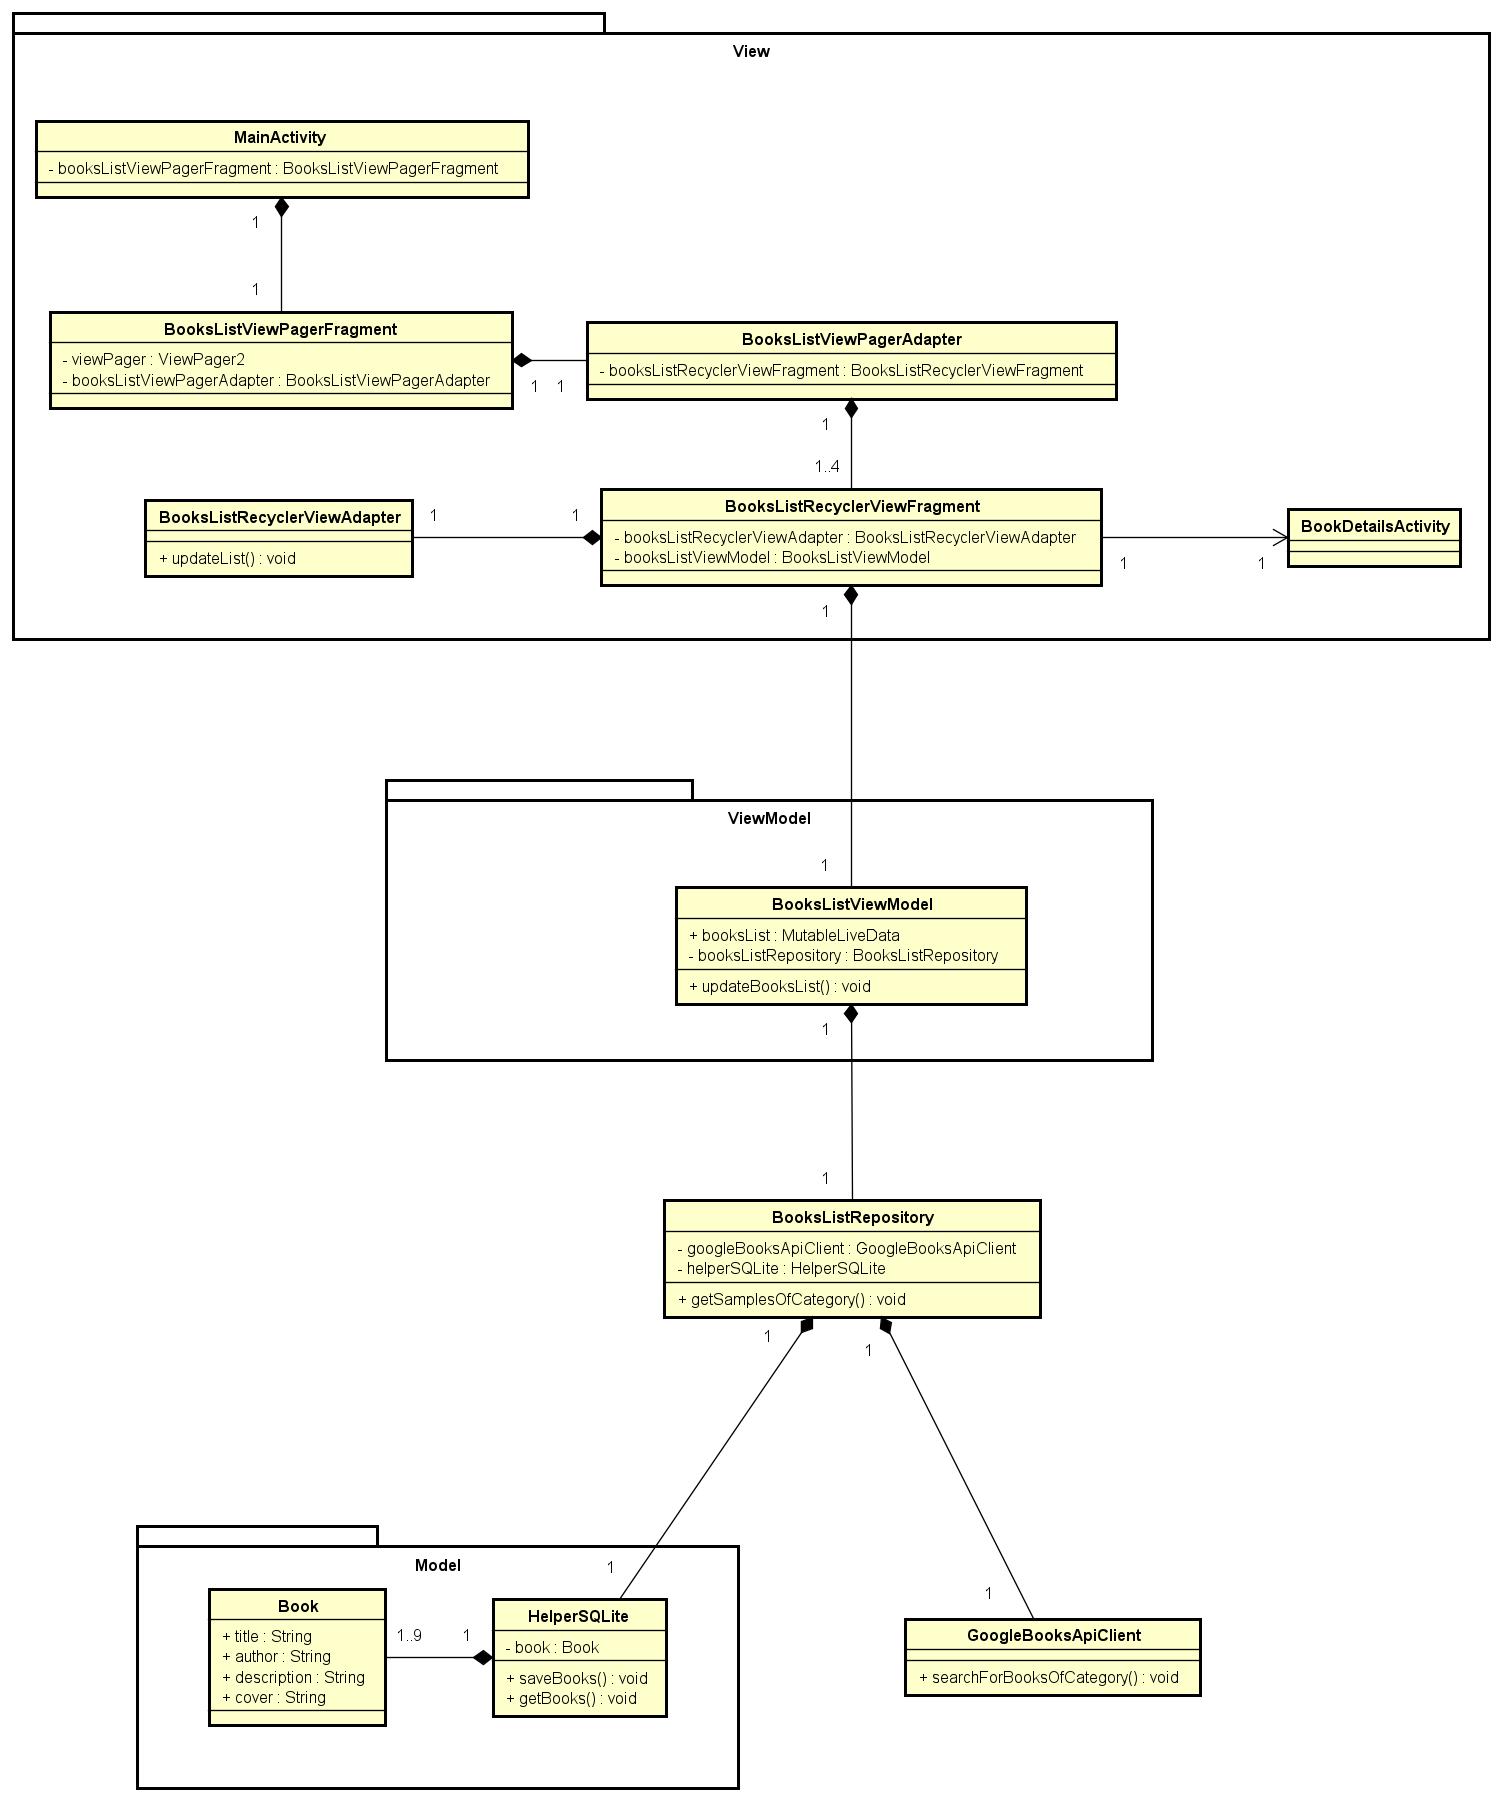 View
MainActivity
- booksListViewPagerFragment : BooksListViewPagerFragment
1
1
BooksListViewPagerFragment
- viewPager : ViewPager2
- booksListViewPagerAdapter : BooksListViewPagerAdapter
1
1
BooksListViewPagerAdapter
- booksListRecyclerViewFragment : BooksListRecyclerViewFragment
1
1..4
BooksListRecyclerViewAdapter
+ updateList() : void
1
1
BooksListRecyclerViewFragment
- booksListRecyclerViewAdapter : BooksListRecyclerViewAdapter
- booksListViewModel : BooksListViewModel
1
1
BookDetailsActivity
1
ViewModel
1
BooksListViewModel
+ booksList : MutableLiveData
- booksListRepository : BooksListRepository
+ updateBooksList() : void
1
1
BooksListRepository
- googleBooksApiClient : GoogleBooksApiClient
- helperSQLite : HelperSQLite
+ getSamplesOfCategory() : void
1
1
Model
1
Book
+ title : String
+ author : String
+ description : String
+ cover : String
1..9
1
HelperSQLite
- book : Book
+ saveBooks() : void
+ getBooks() : void
1
GoogleBooksApiClient
+ searchForBooksOfCategory() : void